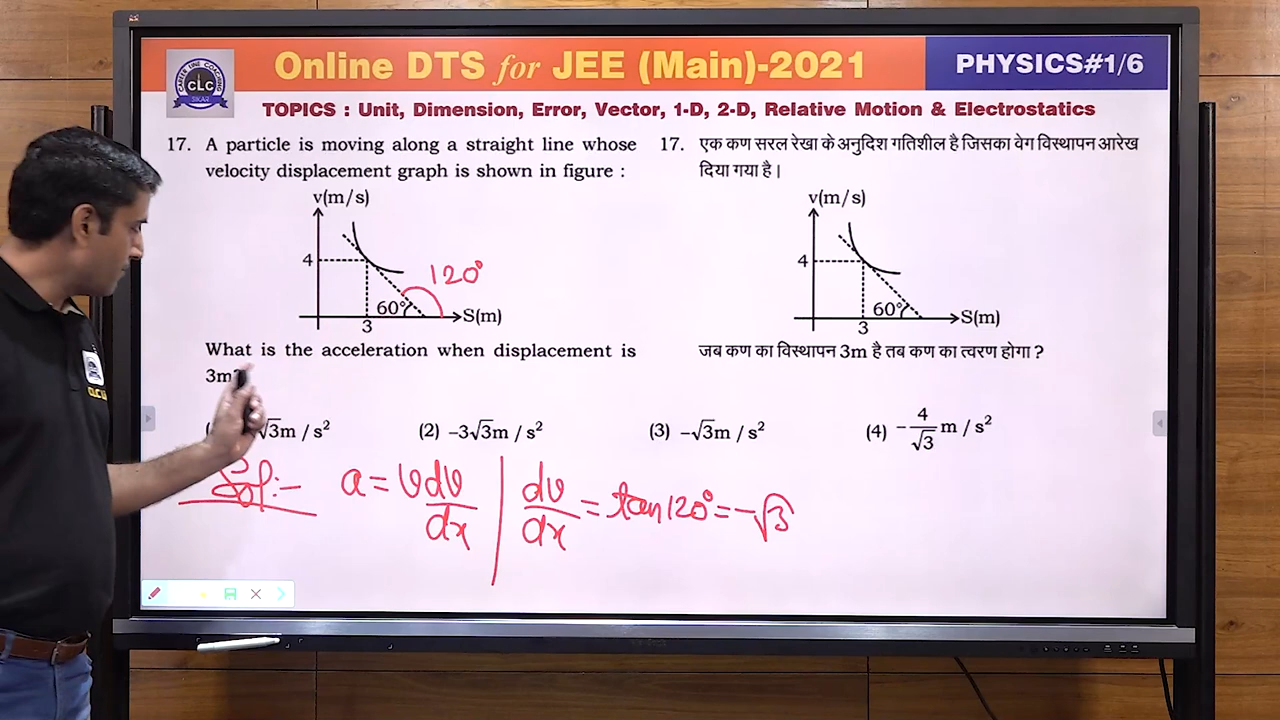 Online DTS for JEE (Main)-2021
PHYSICS#1/6
CLC
SIKAR
TOPICS : Unit, Dimension, Error, Vector, 1-D, 2-D, Relative Motion & Electrostatics
17. A particle is moving along a straight line whose
velocity displacement graph is shown in figure :
v(m/s)
4
120°
60°
S(m)
3
What is the acceleration when displacement is
3m?
√3m / s²
(2) –3√3m / s²
17. एक कण सरल रेखा के अनुदिश गतिशील है जिसका वेग विस्थापन आरेख
दिया गया है।
v(m/s)
4
60°
S(m)
3
जब कण का विस्थापन 3m है तब कण का त्वरण होगा ?
(3) –√3m / s²
(4) –4/√3 m / s²
Sol:-
a = v dv/dx
dv/dx = tan 120° = -√3